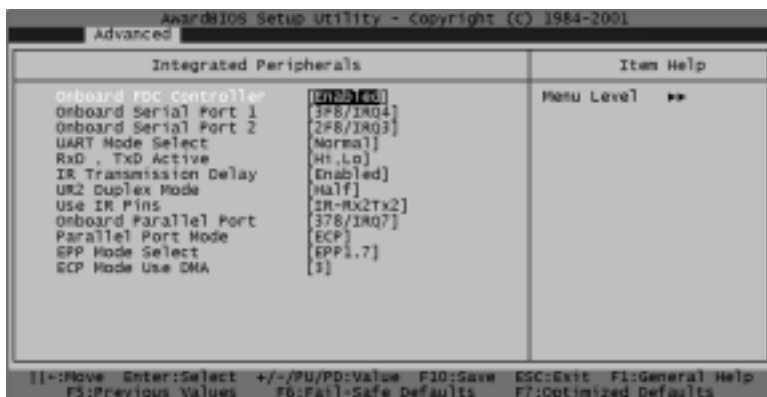 AwardBIOS Setup Utility - Copyright (C) 1984-2001
Advanced
Integrated Peripherals
Item Help
Onboard FDC Controller [Enabled]
Menu Level ▸▸
Onboard Serial Port 1 [3F8/IRQ4]
Onboard Serial Port 2 [2F8/IRQ3]
UART Mode Select [Normal]
RxD , TxD Active [Hi,Lo]
IR Transmission Delay [Enabled]
UR2 Duplex Mode [Half]
Use IR Pins [IR-Rx2Tx2]
Onboard Parallel Port [378/IRQ7]
Parallel Port Mode [ECP]
EPP Mode Select [EPP1.7]
ECP Mode Use DMA [3]
:Move Enter:Select +/-/PU/PD:Value F10:Save ESC:Exit F1:General Help
F5:Previous Values F6:Fail-Safe Defaults F7:Optimized Defaults